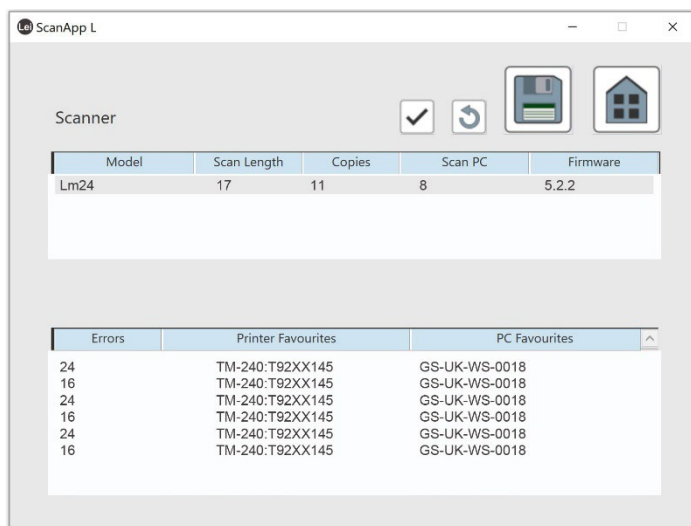 Lei ScanApp L
Scanner
Model Scan Length Copies Scan PC Firmware
Lm24 17 11 8 5.2.2
Errors Printer Favourites PC Favourites
24 TM-240:T92XX145 GS-UK-WS-0018
16 TM-240:T92XX145 GS-UK-WS-0018
24 TM-240:T92XX145 GS-UK-WS-0018
16 TM-240:T92XX145 GS-UK-WS-0018
24 TM-240:T92XX145 GS-UK-WS-0018
16 TM-240:T92XX145 GS-UK-WS-0018